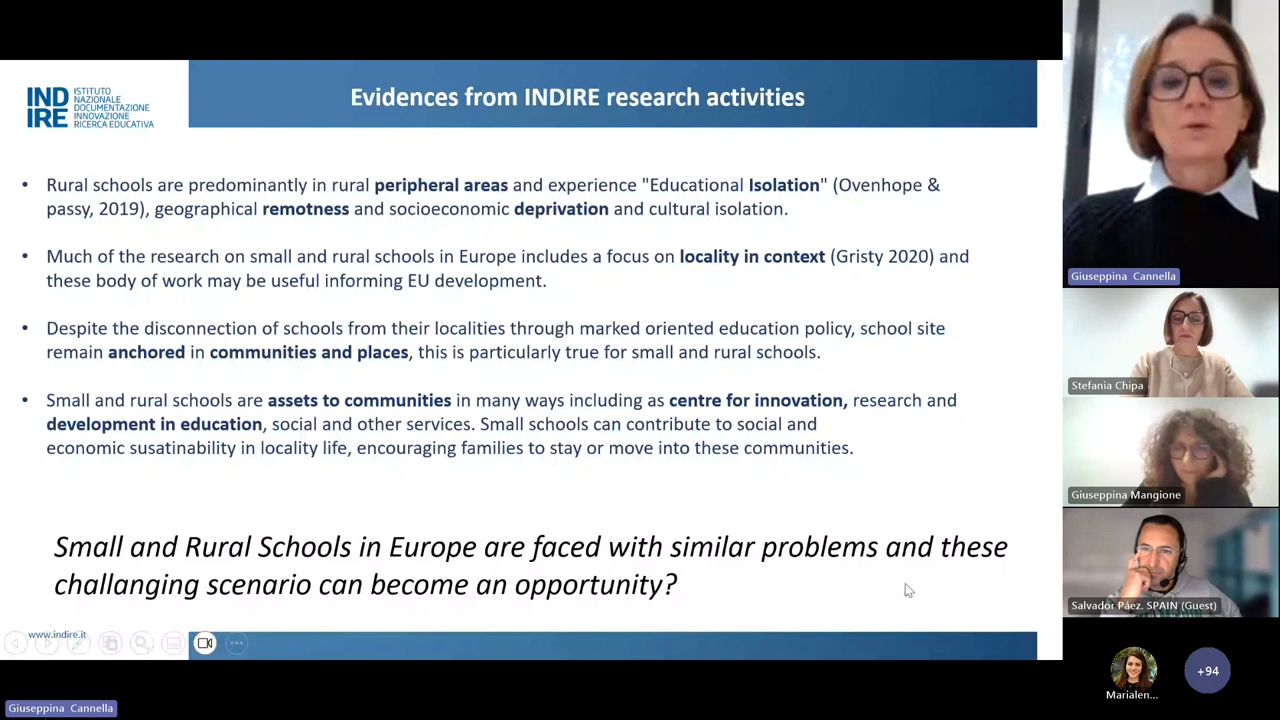 IND
IRE
ISTITUTO
NAZIONALE
DOCUMENTAZIONE
INNOVAZIONE
RICERCA EDUCATIVA
Evidences from INDIRE research activities
• Rural schools are predominantly in rural peripheral areas and experience "Educational Isolation" (Ovenhope &
passy, 2019), geographical remotness and socioeconomic deprivation and cultural isolation.
• Much of the research on small and rural schools in Europe includes a focus on locality in context (Gristy 2020) and
these body of work may be useful informing EU development.
• Despite the disconnection of schools from their localities through marked oriented education policy, school site
remain anchored in communities and places, this is particularly true for small and rural schools.
• Small and rural schools are assets to communities in many ways including as centre for innovation, research and
development in education, social and other services. Small schools can contribute to social and
economic susatinability in locality life, encouraging families to stay or move into these communities.
Small and Rural Schools in Europe are faced with similar problems and these
challanging scenario can become an opportunity?
www.indire.it
Giuseppina Cannella
Giuseppina Cannella
Stefania Chipa
Giuseppina Mangione
Salvador Páez. SPAIN (Guest)
Marialen...
+94